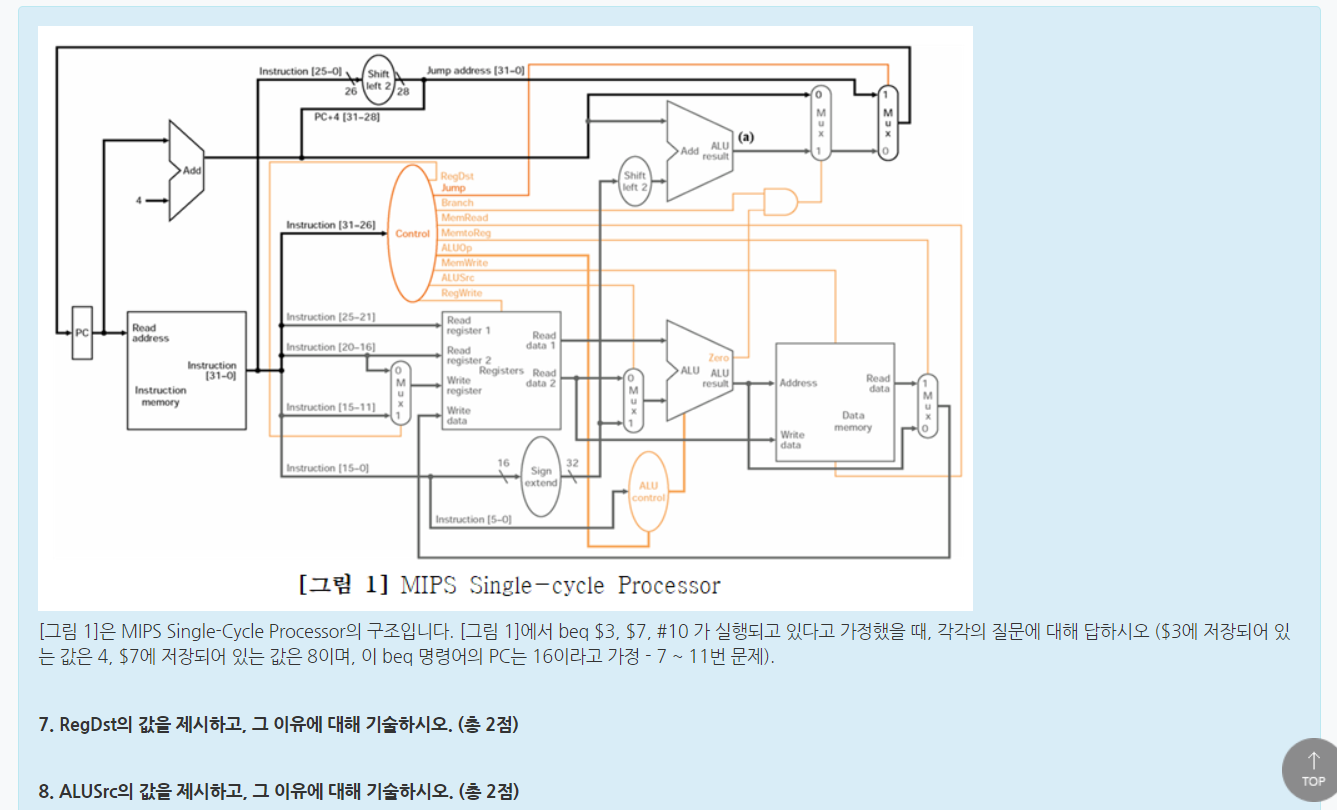 Instruction [25–0]
Shift
left 2
26
28
Jump address [31–0]
PC+4 [31–28]
0
M
u
x
1
1
M
u
x
0
Add
4
Add
ALU
result
(a)
Shift
left 2
RegDst
Jump
Branch
MemRead
MemtoReg
ALUOp
MemWrite
ALUSrc
RegWrite
Instruction [31–26]
Control
PC
Read
address
Instruction
[31–0]
Instruction
memory
Instruction [25–21]
Instruction [20–16]
Instruction [15–11]
0
M
u
x
1
Read
register 1
Read
register 2
Write
register
Write
data
Registers
Read
data 1
Read
data 2
0
M
u
x
1
Zero
ALU
ALU
result
Address
Read
data
Data
memory
Write
data
1
M
u
x
0
Instruction [15–0]
16
Sign
extend
32
ALU
control
Instruction [5–0]
[그림 1] MIPS Single-cycle Processor
[그림 1]은 MIPS Single-Cycle Processor의 구조입니다. [그림 1]에서 beq $3, $7, #10 가 실행되고 있다고 가정했을 때, 각각의 질문에 대해 답하시오 ($3에 저장되어 있
는 값은 4, $7에 저장되어 있는 값은 8이며, 이 beq 명령어의 PC는 16이라고 가정 - 7 ~ 11번 문제).
7. RegDst의 값을 제시하고, 그 이유에 대해 기술하시오. (총 2점)
8. ALUSrc의 값을 제시하고, 그 이유에 대해 기술하시오. (총 2점)
TOP